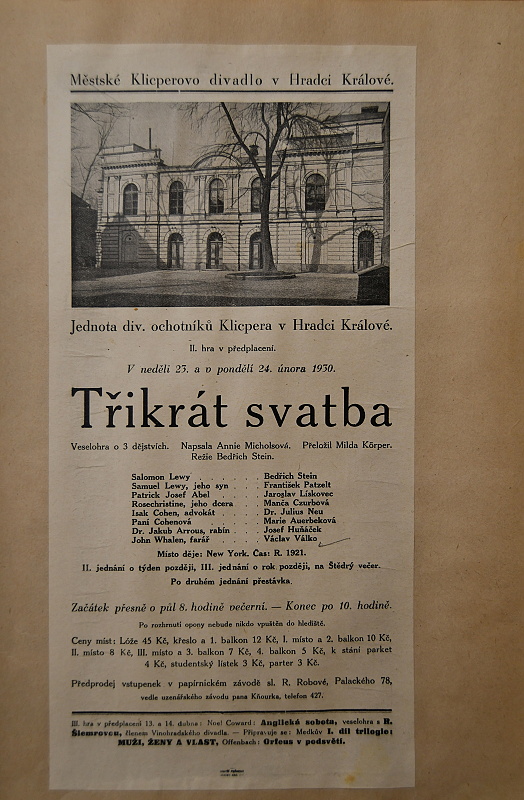 Městské Klicperovo divadlo v Hradci Králové.
Jednota div. ochotníků Klicpera v Hradci Králové.
II. hra v předplacení.
V neděli 23. a v pondělí 24. února 1930.
Třikrát svatba
Veselohra o 3 dějstvích. Napsala Annie Micholsová. Přeložil Milda Körper.
Režie Bedřich Stein.
Salomon Lewy . . . . . Bedřich Stein
Samuel Lewy, jeho syn . . . . František Patzelt
Patrick Josef Abel . . . . Jaroslav Lískovec
Rosechristine, jeho dcera . . . Manča Czurbová
Isak Cohen, advokát . . . . Dr. Julius Neu
Paní Cohenová . . . . Marie Auerbeková
Dr. Jakub Arrous, rabín . . . Josef Huňáček
John Whalen, farář . . . . Václav Válko
Místo děje: New York. Čas: R. 1921.
II. jednání o týden později, III. jednání o rok později, na Štědrý večer.
Po druhém jednání přestávka.
Začátek přesně o půl 8. hodině večerní. — Konec po 10. hodině.
Po rozhrnutí opony nebude nikdo vpuštěn do hlediště.
Ceny míst: Lóže 45 Kč, křeslo a 1. balkon 12 Kč, I. místo a 2. balkon 10 Kč,
II. místo 8 Kč, III. místo a 3. balkon 7 Kč, 4. balkon 5 Kč, k stání parket
4 Kč, studentský lístek 3 Kč, parter 3 Kč.
Předprodej vstupenek v papírnickém závodě sl. R. Robové, Palackého 78,
vedle uzenářského závodu pana Kňourka, telefon 427.
III. hra v předplacení 13. a 14. dubna: Noel Coward: Anglická sobota, veselohra s R.
Šlemrovou, členem Vinohradského divadla. — Připravuje se: Medkův I. díl trilogie:
MUŽI, ŽENY A VLAST, Offenbach: Orfeus v podsvětí.